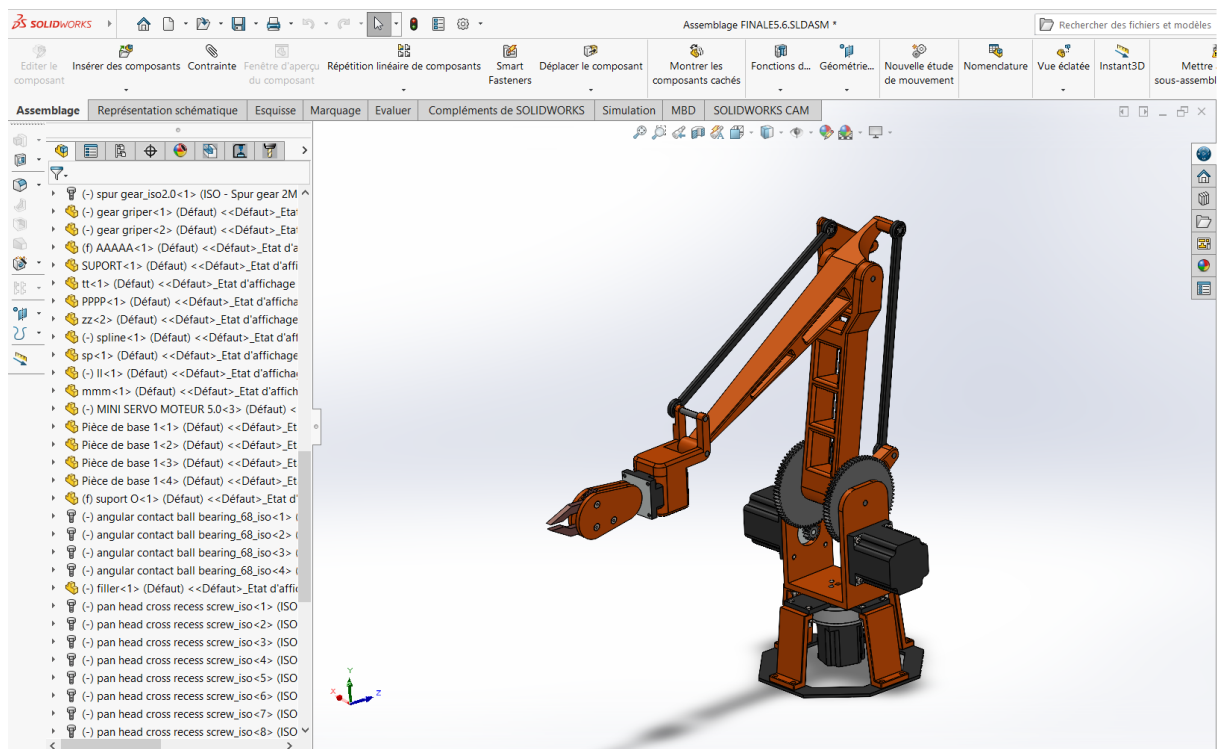 SOLIDWORKS
Assemblage FINALE5.6.SLDASM *
Rechercher des fichiers et modèles
Editer le composant
Insérer des composants
Contrainte
Fenêtre d'aperçu du composant
Répétition linéaire de composants
Smart Fasteners
Déplacer le composant
Montrer les composants cachés
Fonctions d...
Géométrie...
Nouvelle étude de mouvement
Nomenclature
Vue éclatée
Instant3D
Mettre
sous-assembl
Assemblage
Représentation schématique
Esquisse
Marquage
Evaluer
Compléments de SOLIDWORKS
Simulation
MBD
SOLIDWORKS CAM
(-) spur gear_iso2.0<1> (ISO - Spur gear 2M
(-) gear griper<1> (Défaut) <<Défaut>_Etat
(-) gear griper<2> (Défaut) <<Défaut>_Etat
(f) AAAAA<1> (Défaut) <<Défaut>_Etat d'a
SUPORT<1> (Défaut) <<Défaut>_Etat d'affi
tt<1> (Défaut) <<Défaut>_Etat d'affichage
PPPP<1> (Défaut) <<Défaut>_Etat d'afficha
zz<2> (Défaut) <<Défaut>_Etat d'affichage
(-) spline<1> (Défaut) <<Défaut>_Etat d'aff
sp<1> (Défaut) <<Défaut>_Etat d'affichage
(-) ll<1> (Défaut) <<Défaut>_Etat d'affichag
mmm<1> (Défaut) <<Défaut>_Etat d'affich
(-) MINI SERVO MOTEUR 5.0<3> (Défaut) <
Pièce de base 1<1> (Défaut) <<Défaut>_Et
Pièce de base 1<2> (Défaut) <<Défaut>_Et
Pièce de base 1<3> (Défaut) <<Défaut>_Et
Pièce de base 1<4> (Défaut) <<Défaut>_Et
(f) suport O<1> (Défaut) <<Défaut>_Etat d'
(-) angular contact ball bearing_68_iso<1> (
(-) angular contact ball bearing_68_iso<2> (
(-) angular contact ball bearing_68_iso<3> (
(-) angular contact ball bearing_68_iso<4> (
(-) filler<1> (Défaut) <<Défaut>_Etat d'affic
(-) pan head cross recess screw_iso<1> (ISO
(-) pan head cross recess screw_iso<2> (ISO
(-) pan head cross recess screw_iso<3> (ISO
(-) pan head cross recess screw_iso<4> (ISO
(-) pan head cross recess screw_iso<5> (ISO
(-) pan head cross recess screw_iso<6> (ISO
(-) pan head cross recess screw_iso<7> (ISO
(-) pan head cross recess screw_iso<8> (ISO
Y
X
Z